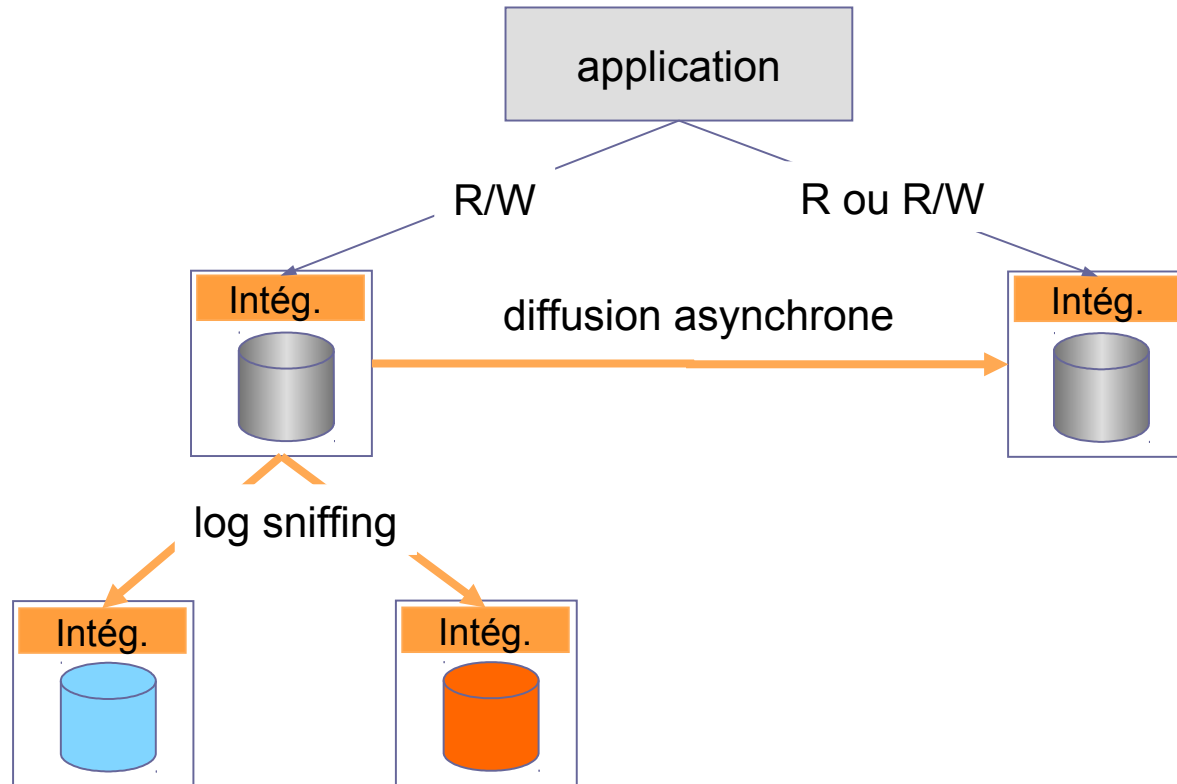 application
R/W
R ou R/W
Intég.
diffusion asynchrone
Intég.
log sniffing
Intég.
Intég.